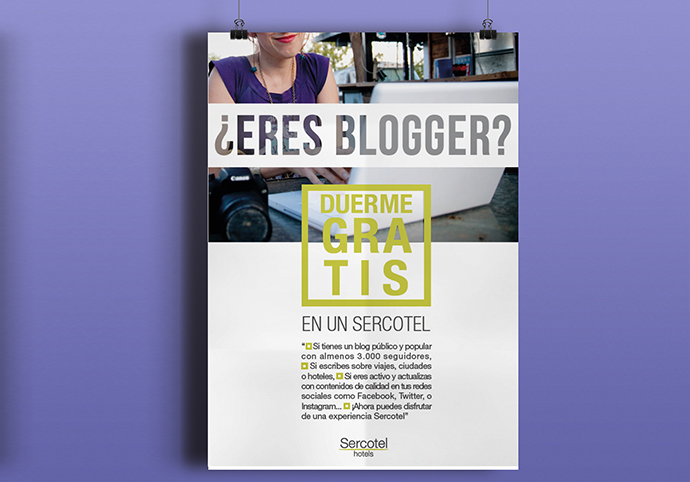 Canon
¿ERES BLOGGER?
DUERME
GRA
TIS
EN UN SERCOTEL
“Si tienes un blog público y popular
con almenos 3.000 seguidores,
Si escribes sobre viajes, ciudades
o hoteles, Si eres activo y actualizas
con contenidos de calidad en tus redes
sociales como Facebook, Twitter, o
Instagram... ¡Ahora puedes disfrutar
de una experiencia Sercotel”
Sercotel
hotels